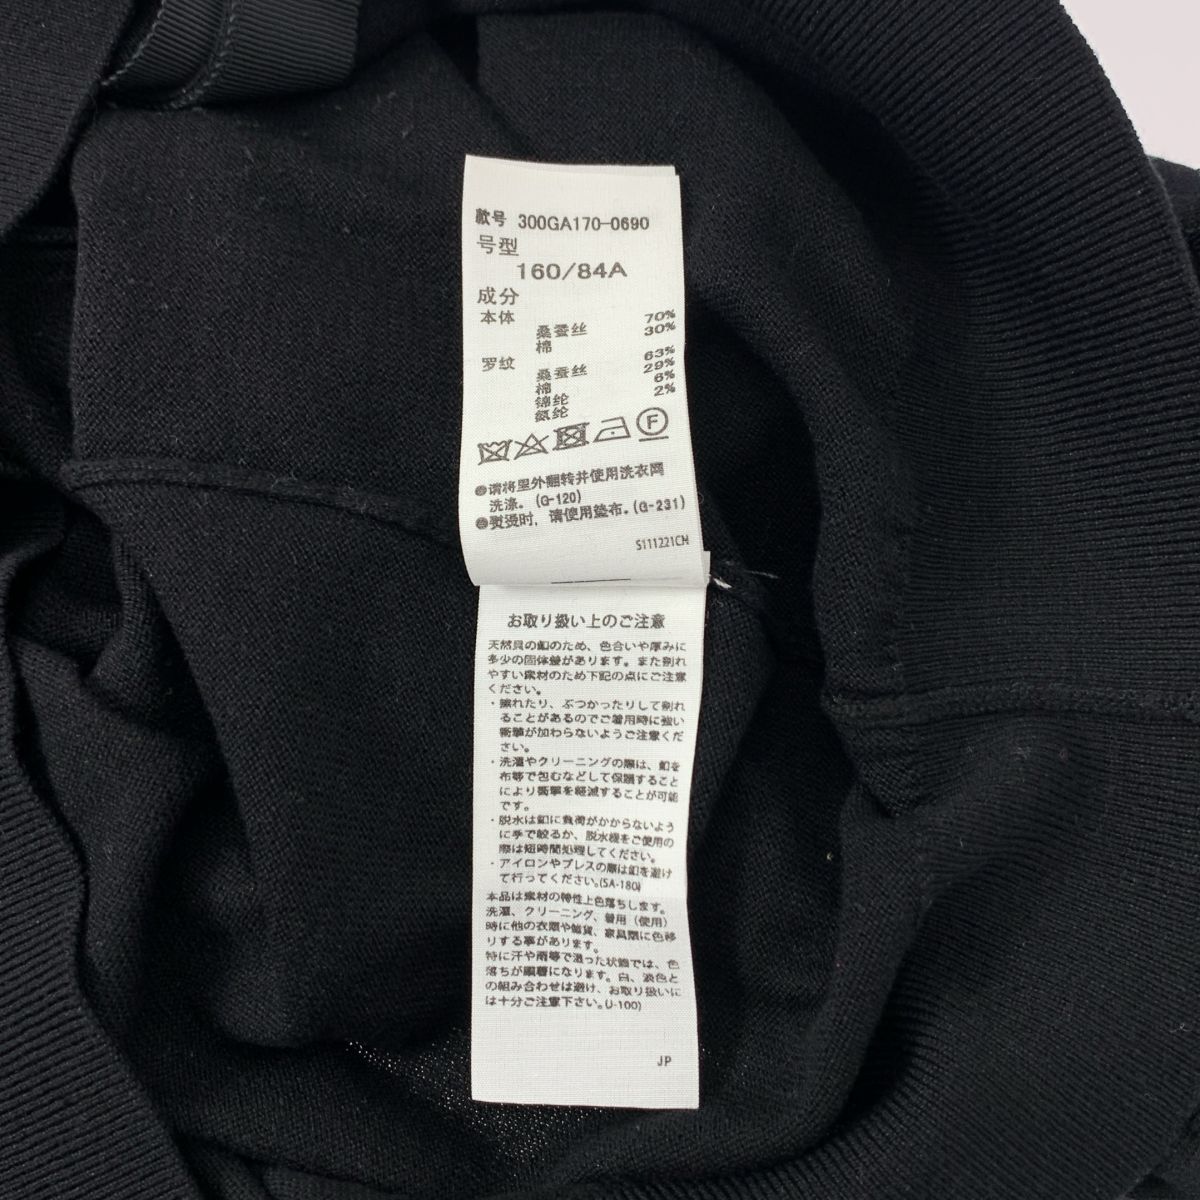 款号 300GA170-0690
号型
160/84A
成分
本体
桑蚕丝 70%
棉 30%
罗纹
桑蚕丝 63%
棉 29%
锦纶 6%
氨纶 2%
F
●请将里外翻转并使用洗衣网
洗涤。(G-120)
●熨烫时，请使用垫布。(G-231)
S111221CH
お取り扱い上のご注意
天然貝の釦のため、色合いや厚みに
多少の固体差があります。また割れ
やすい素材のため下記の点にご注意
ください。
・擦れたり、ぶつかったりして割れ
ることがあるのでご着用時に強い
衝撃が加わらないようご注意くださ
い。
・洗濯やクリーニングの際は、釦を
布等で包むなどして保護すること
により衝撃を軽減することが可能
です。
・脱水は釦に負荷がかからないよう
に手で絞るか、脱水機をご使用の
際は短時間処理してください。
・アイロンやプレスの際は釦を避け
て行ってください。(SA-180)
本品は素材の特性上色落ちします。
洗濯、クリーニング、着用（使用）
時に他の衣類や雑貨、家具類に色移
りする事があります。
特に汗や雨等で湿った状態では、色
落ちが顕著になります。白、淡色と
の組み合わせは避け、お取り扱いに
は十分ご注意下さい。(U-100)
JP